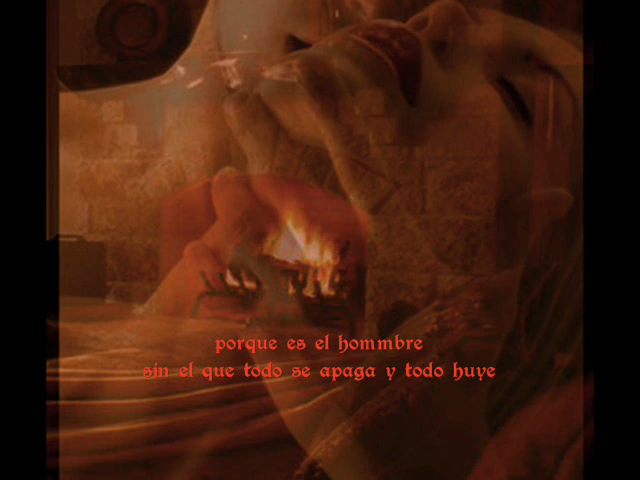 porque es el hommbre
sin el que todo se apaga y todo huye